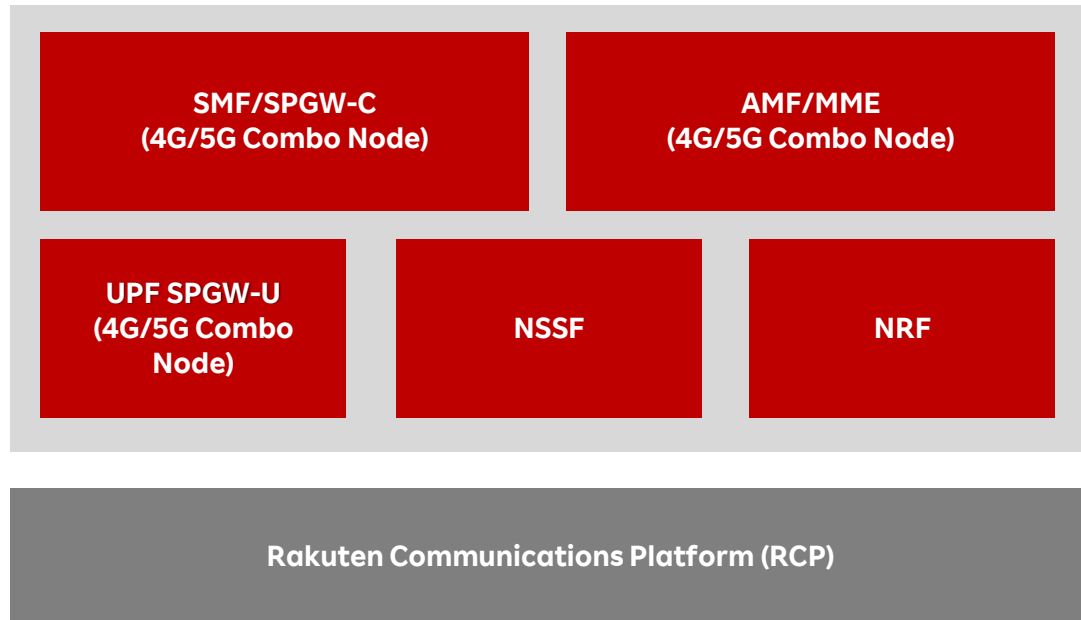 SMF/SPGW-C
(4G/5G Combo Node)
AMF/MME
(4G/5G Combo Node)
UPF SPGW-U
(4G/5G Combo
Node)
NSSF
NRF
Rakuten Communications Platform (RCP)